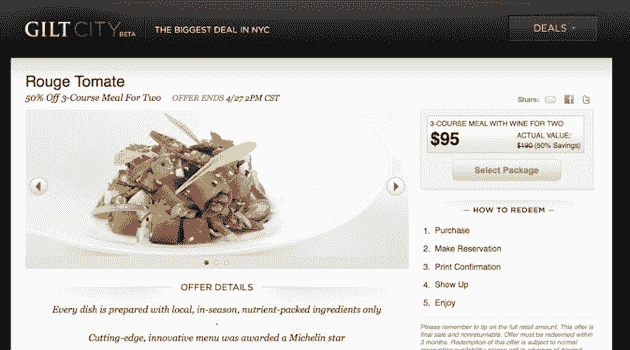 GILT CITY BETA THE BIGGEST DEAL IN NYC
DEALS
Rouge Tomate
50% Off 3-Course Meal For Two OFFER ENDS 4/27 2PM CST
Share:
3-COURSE MEAL WITH WINE FOR TWO
$95
ACTUAL VALUE:
$190 (50% Savings)
Select Package
HOW TO REDEEM
1. Purchase
2. Make Reservation
3. Print Confirmation
4. Show Up
5. Enjoy
OFFER DETAILS
Every dish is prepared with local, in-season, nutrient-packed ingredients only
.
Cutting-edge, innovative menu was awarded a Michelin star
Please remember to tip on the full retail amount. This offer is
final sale and nonreturnable. Offer must be redeemed within
3 months. Redemption of this offer is subject to normal